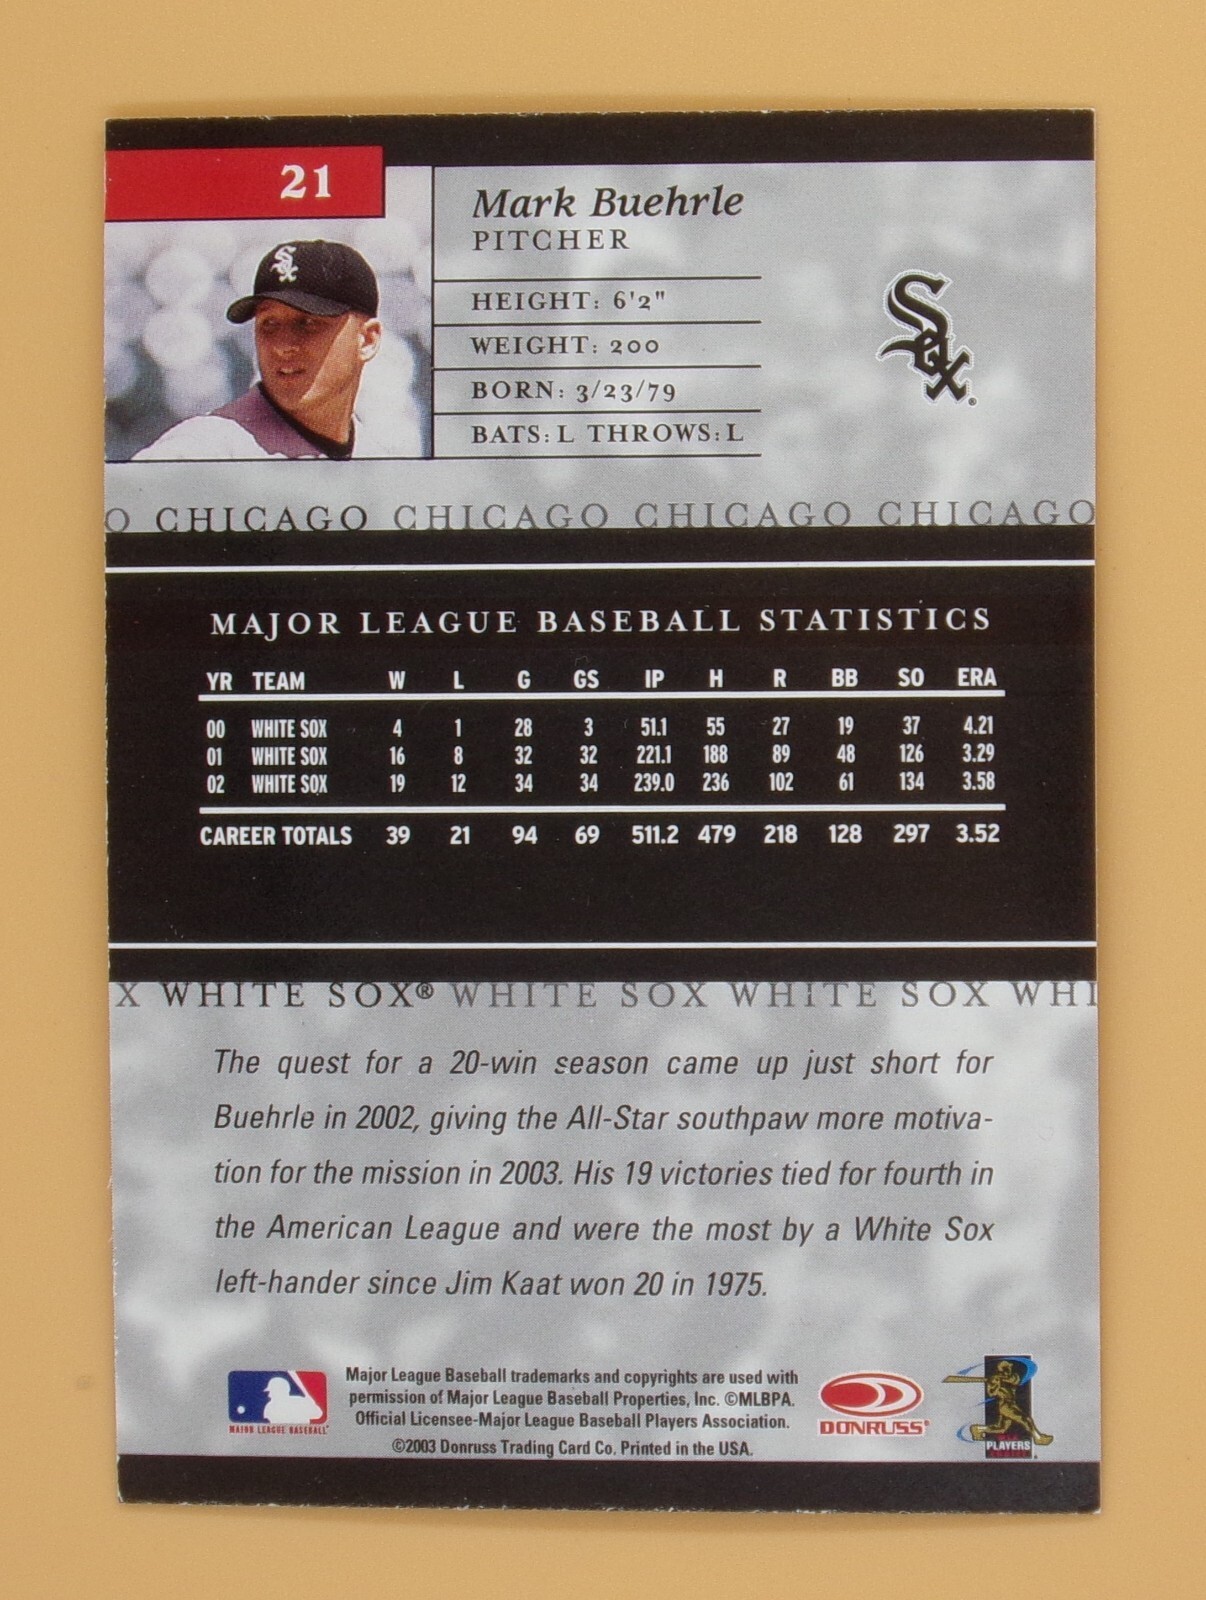 21
Mark Buehrle
PITCHER
HEIGHT: 6'2"
WEIGHT: 200
BORN: 3/23/79
BATS: L THROWS: L
Sox
Sox®
O CHICAGO CHICAGO CHICAGO CHICAGO
MAJOR LEAGUE BASEBALL STATISTICS
YR TEAM W L G GS IP H R BB SO ERA
00 WHITE SOX 4 1 28 3 51.1 55 27 19 37 4.21
01 WHITE SOX 16 8 32 32 221.1 188 89 48 126 3.29
02 WHITE SOX 19 12 34 34 239.0 236 102 61 134 3.58
CAREER TOTALS 39 21 94 69 511.2 479 218 128 297 3.52
X WHITE SOX® WHITE SOX WHITE SOX WHI
The quest for a 20-win season came up just short for
Buehrle in 2002, giving the All-Star southpaw more motiva-
tion for the mission in 2003. His 19 victories tied for fourth in
the American League and were the most by a White Sox
left-hander since Jim Kaat won 20 in 1975.
MAJOR LEAGUE BASEBALL
Major League Baseball trademarks and copyrights are used with
permission of Major League Baseball Properties, Inc. ©MLBPA.
Official Licensee-Major League Baseball Players Association.
©2003 Donruss Trading Card Co. Printed in the USA.
DONRUSS®
PLAYERS